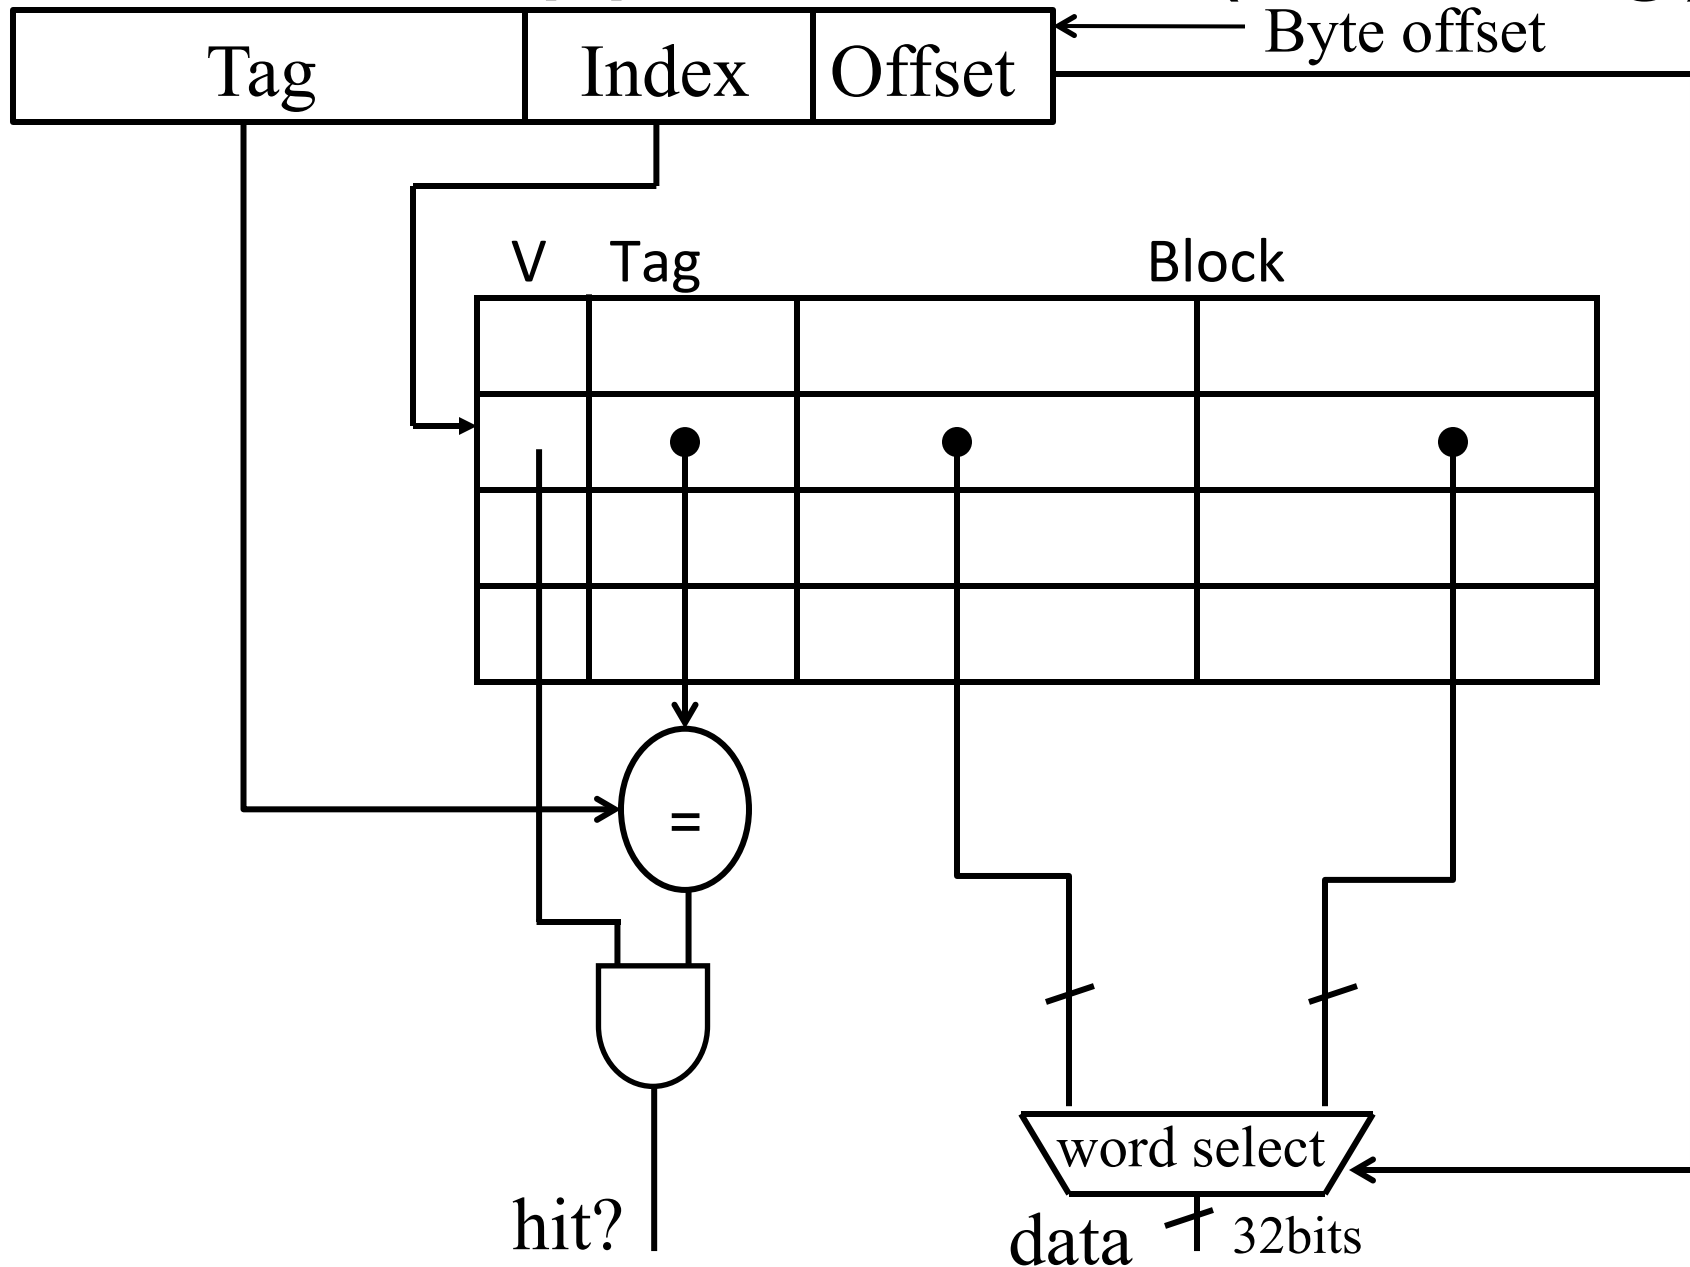 Byte offset
Tag Index Offset
V Tag Block
=
word select
hit?
data 32bits